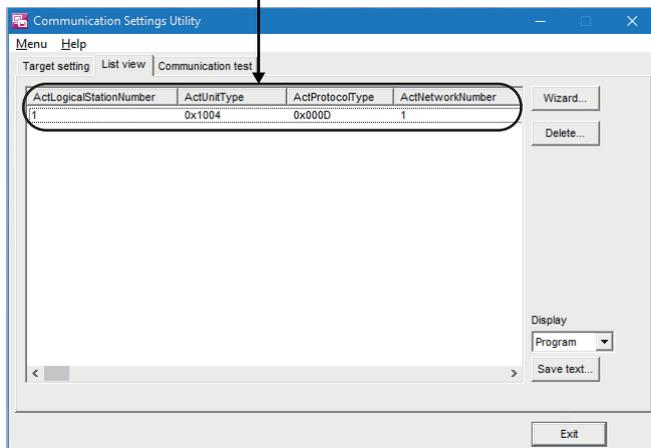 Communication Settings Utility
Menu Help
Target setting List view Communication test
ActLogicalStationNumber ActUnitType ActProtocolType ActNetworkNumber
1 0x1004 0x000D 1
Wizard...
Delete...
Display
Program
Save text...
Exit